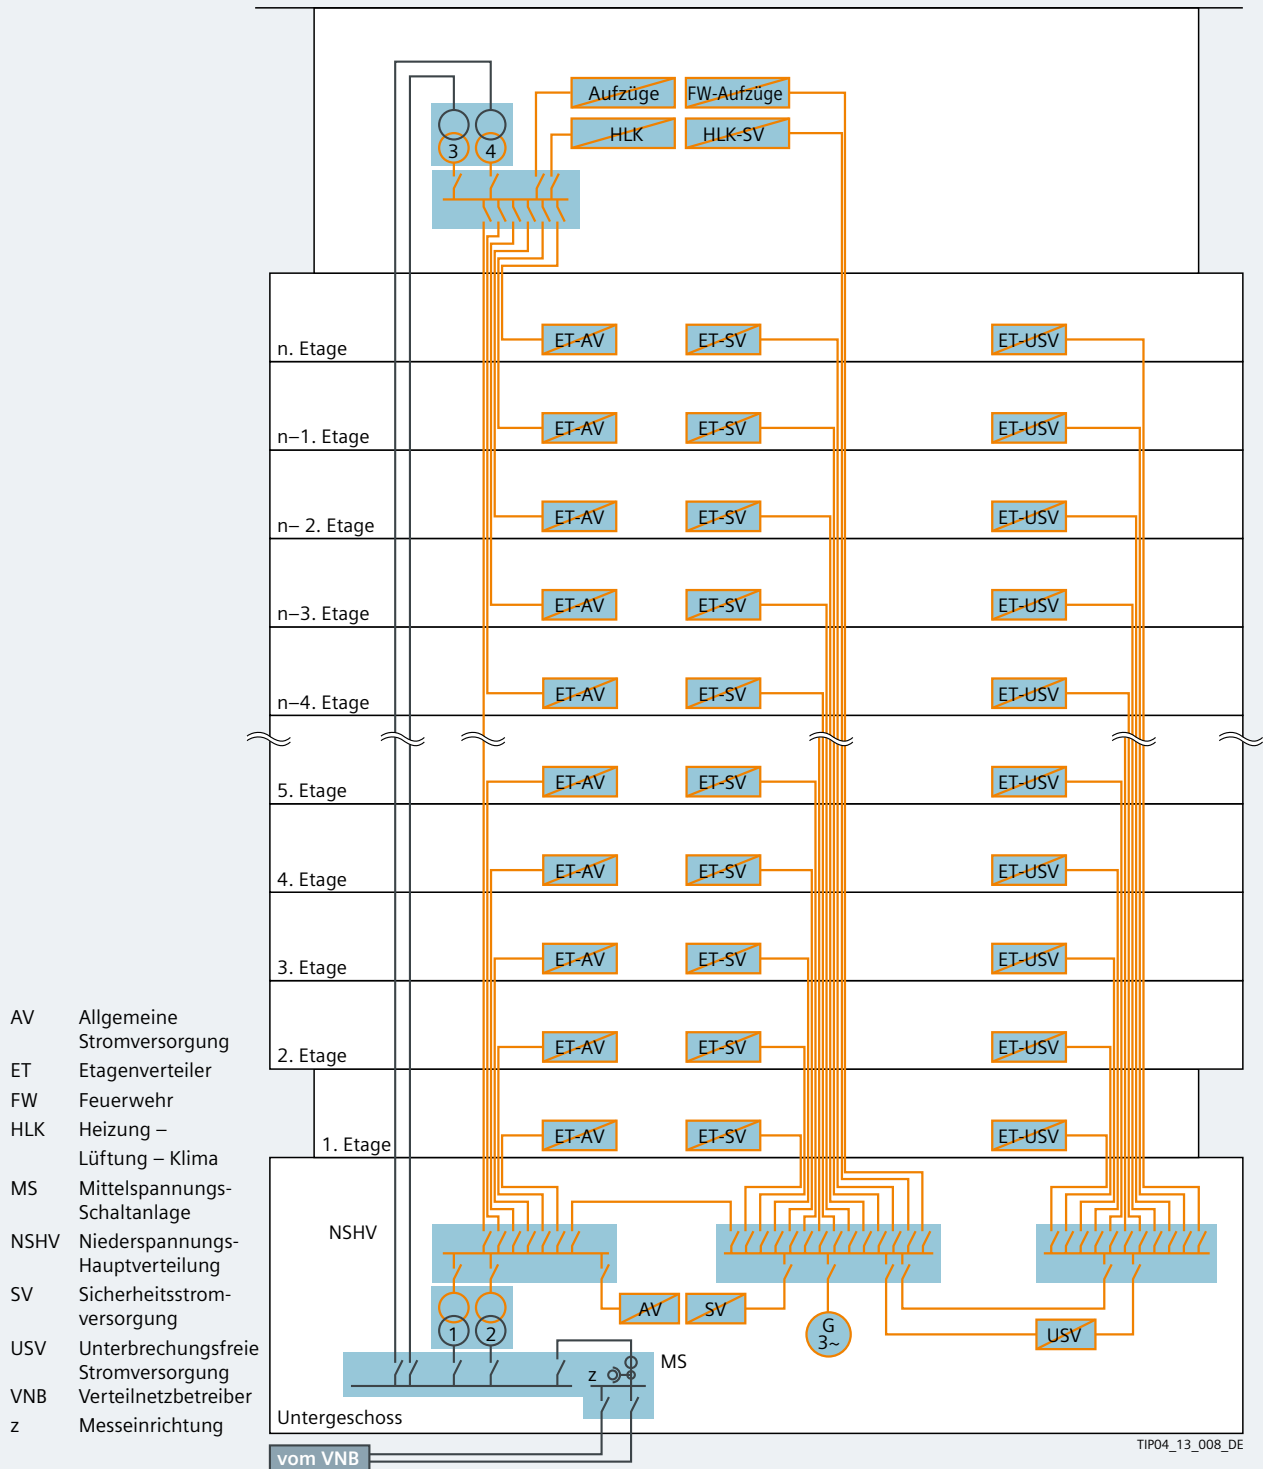 Aufzüge FW-Aufzüge
HLK HLK-SV
3 4
ET-AV ET-SV ET-USV
n. Etage
ET-AV ET-SV ET-USV
n–1. Etage
ET-AV ET-SV ET-USV
n– 2. Etage
ET-AV ET-SV ET-USV
n–3. Etage
ET-AV ET-SV ET-USV
n–4. Etage
ET-AV ET-SV ET-USV
5. Etage
ET-AV ET-SV ET-USV
4. Etage
ET-AV ET-SV ET-USV
3. Etage
ET-AV ET-SV ET-USV
2. Etage
ET-AV ET-SV ET-USV
1. Etage
NSHV
AV SV
1 2
G
3~
USV
z
MS
Untergeschoss
vom VNB
AV Allgemeine
Stromversorgung
ET Etagenverteiler
FW Feuerwehr
HLK Heizung –
Lüftung – Klima
MS Mittelspannungs-
Schaltanlage
NSHV Niederspannungs-
Hauptverteilung
SV Sicherheitsstrom-
versorgung
USV Unterbrechungsfreie
Stromversorgung
VNB Verteilnetzbetreiber
z Messeinrichtung
TIP04_13_008_DE